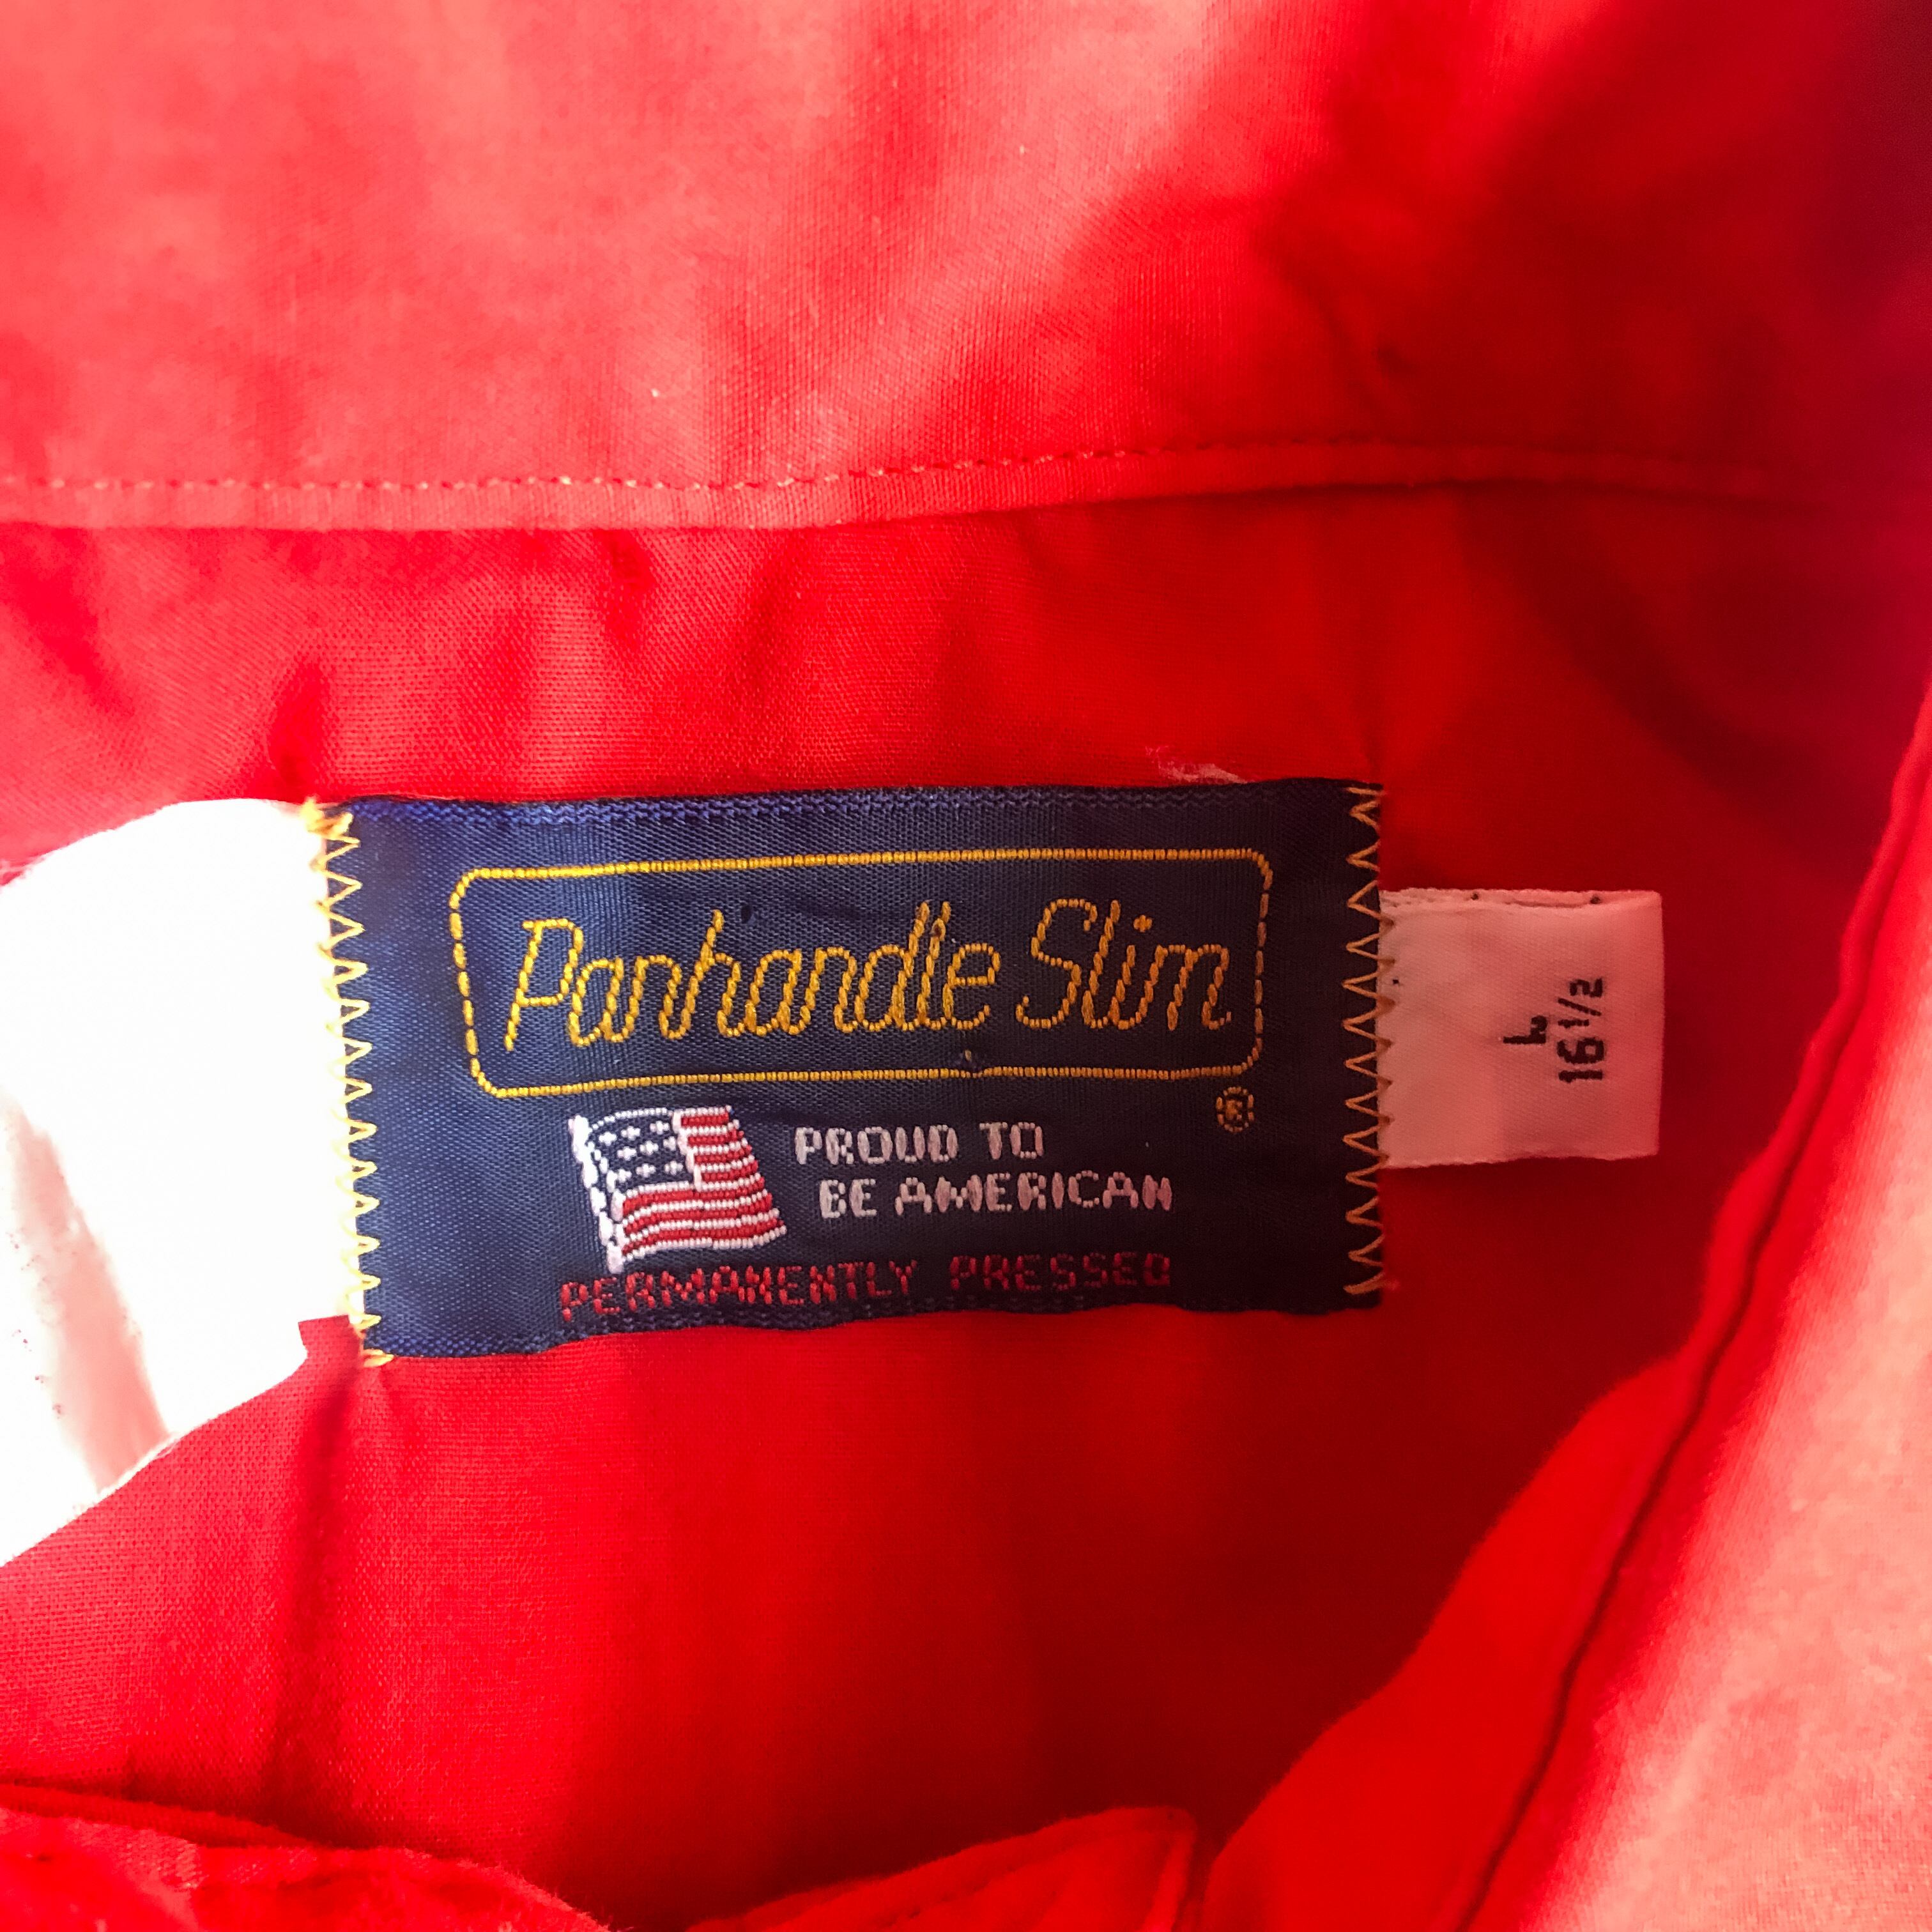 Panhandle Slim
®
PROUD TO
BE AMERICAN
PERMANENTLY PRESSED
L
16 1/2